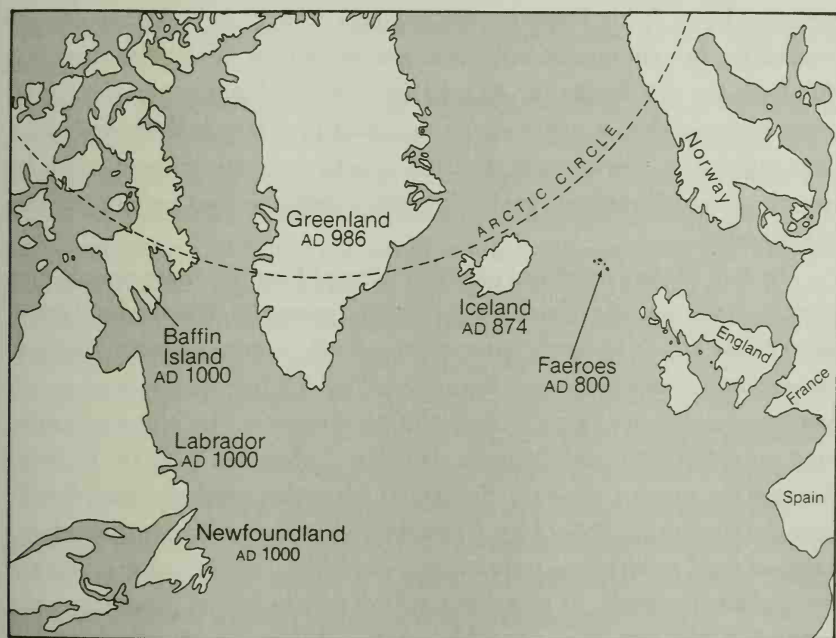 ARCTIC CIRCLE
Norway
Greenland
AD 986
Iceland
AD 874
Faeroes
AD 800
England
France
Spain
Baffin
Island
AD 1000
Labrador
AD 1000
Newfoundland
AD 1000